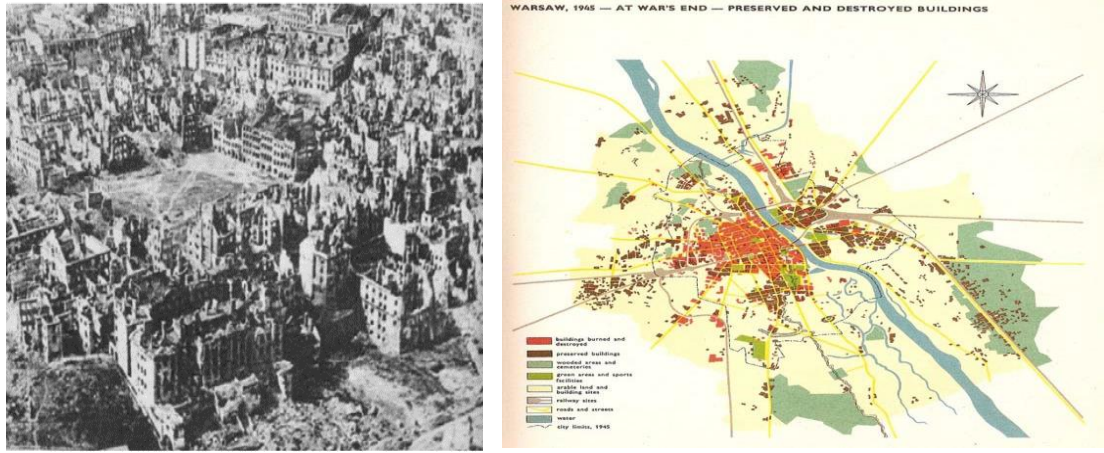 WARSAW, 1945 — AT WAR'S END — PRESERVED AND DESTROYED BUILDINGS
buildings burned and
destroyed
preserved buildings
wooded areas and
cemeteries
green areas and sports
facilities
arable land and
building sites
railway sites
roads and streets
water
city limits, 1945